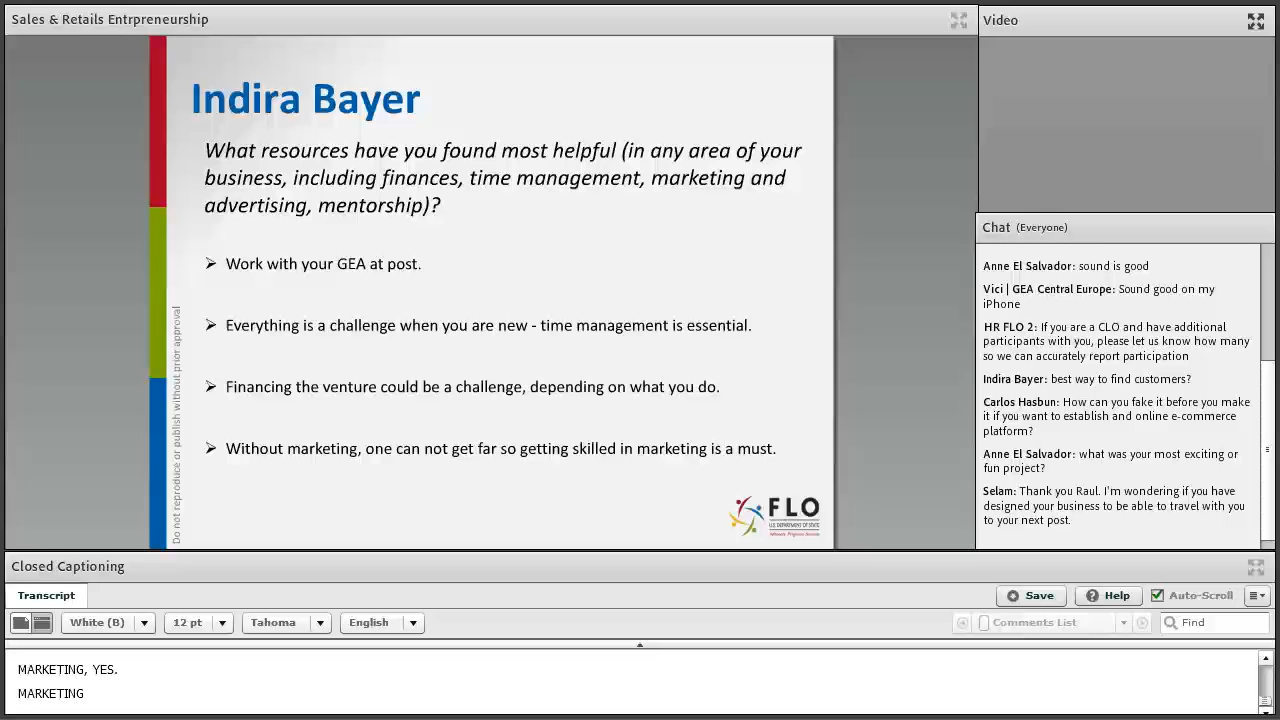 Sales & Retails Entrpreneurship
Indira Bayer
What resources have you found most helpful (in any area of your
business, including finances, time management, marketing and
advertising, mentorship)?
➢ Work with your GEA at post.
➢ Everything is a challenge when you are new - time management is essential.
➢ Financing the venture could be a challenge, depending on what you do.
➢ Without marketing, one can not get far so getting skilled in marketing is a must.
Do not reproduce or publish without prior approval
FLO
U.S. DEPARTMENT OF STATE
Video
Chat (Everyone)
Anne El Salvador: sound is good
Vici | GEA Central Europe: Sound good on my
iPhone
HR FLO 2: If you are a CLO and have additional
participants with you, please let us know how many
so we can accurately report participation
Indira Bayer: best way to find customers?
Carlos Hasbun: How can you fake it before you make
it if you want to establish and online e-commerce
platform?
Anne El Salvador: what was your most exciting or
fun project?
Selam: Thank you Raul. I'm wondering if you have
designed your business to be able to travel with you
to your next post.
Closed Captioning
Transcript
Save
Help
Auto-Scroll
White (B)
12 pt
Tahoma
English
Comments List
Find
MARKETING, YES.
MARKETING